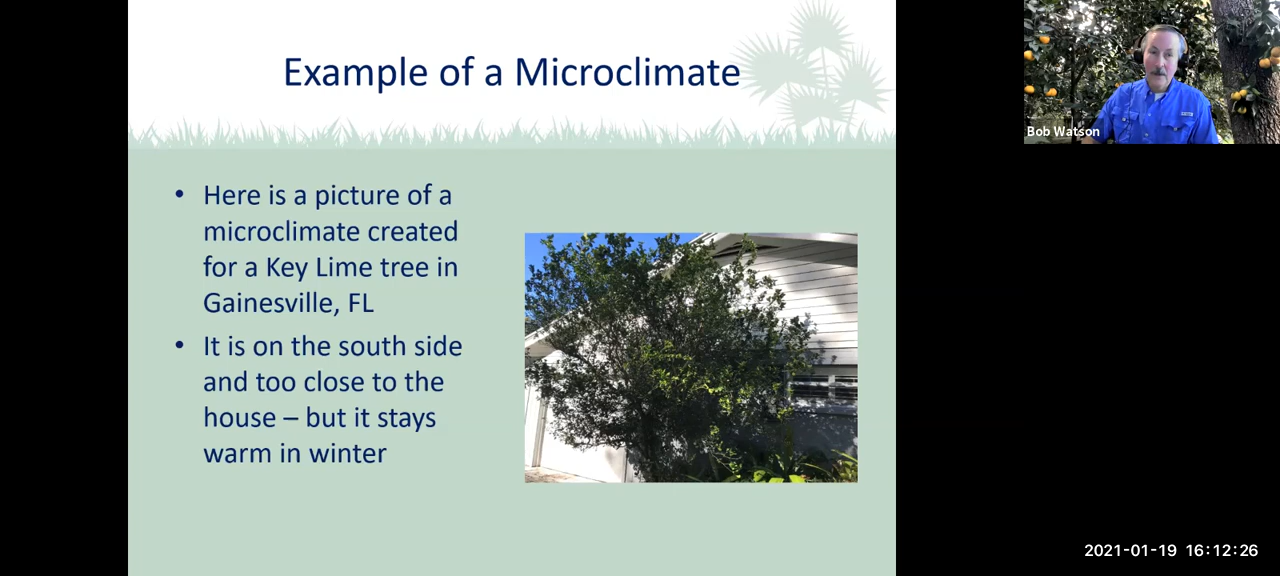 Example of a Microclimate
Bob Watson
• Here is a picture of a
microclimate created
for a Key Lime tree in
Gainesville, FL
• It is on the south side
and too close to the
house – but it stays
warm in winter
2021-01-19 16:12:26